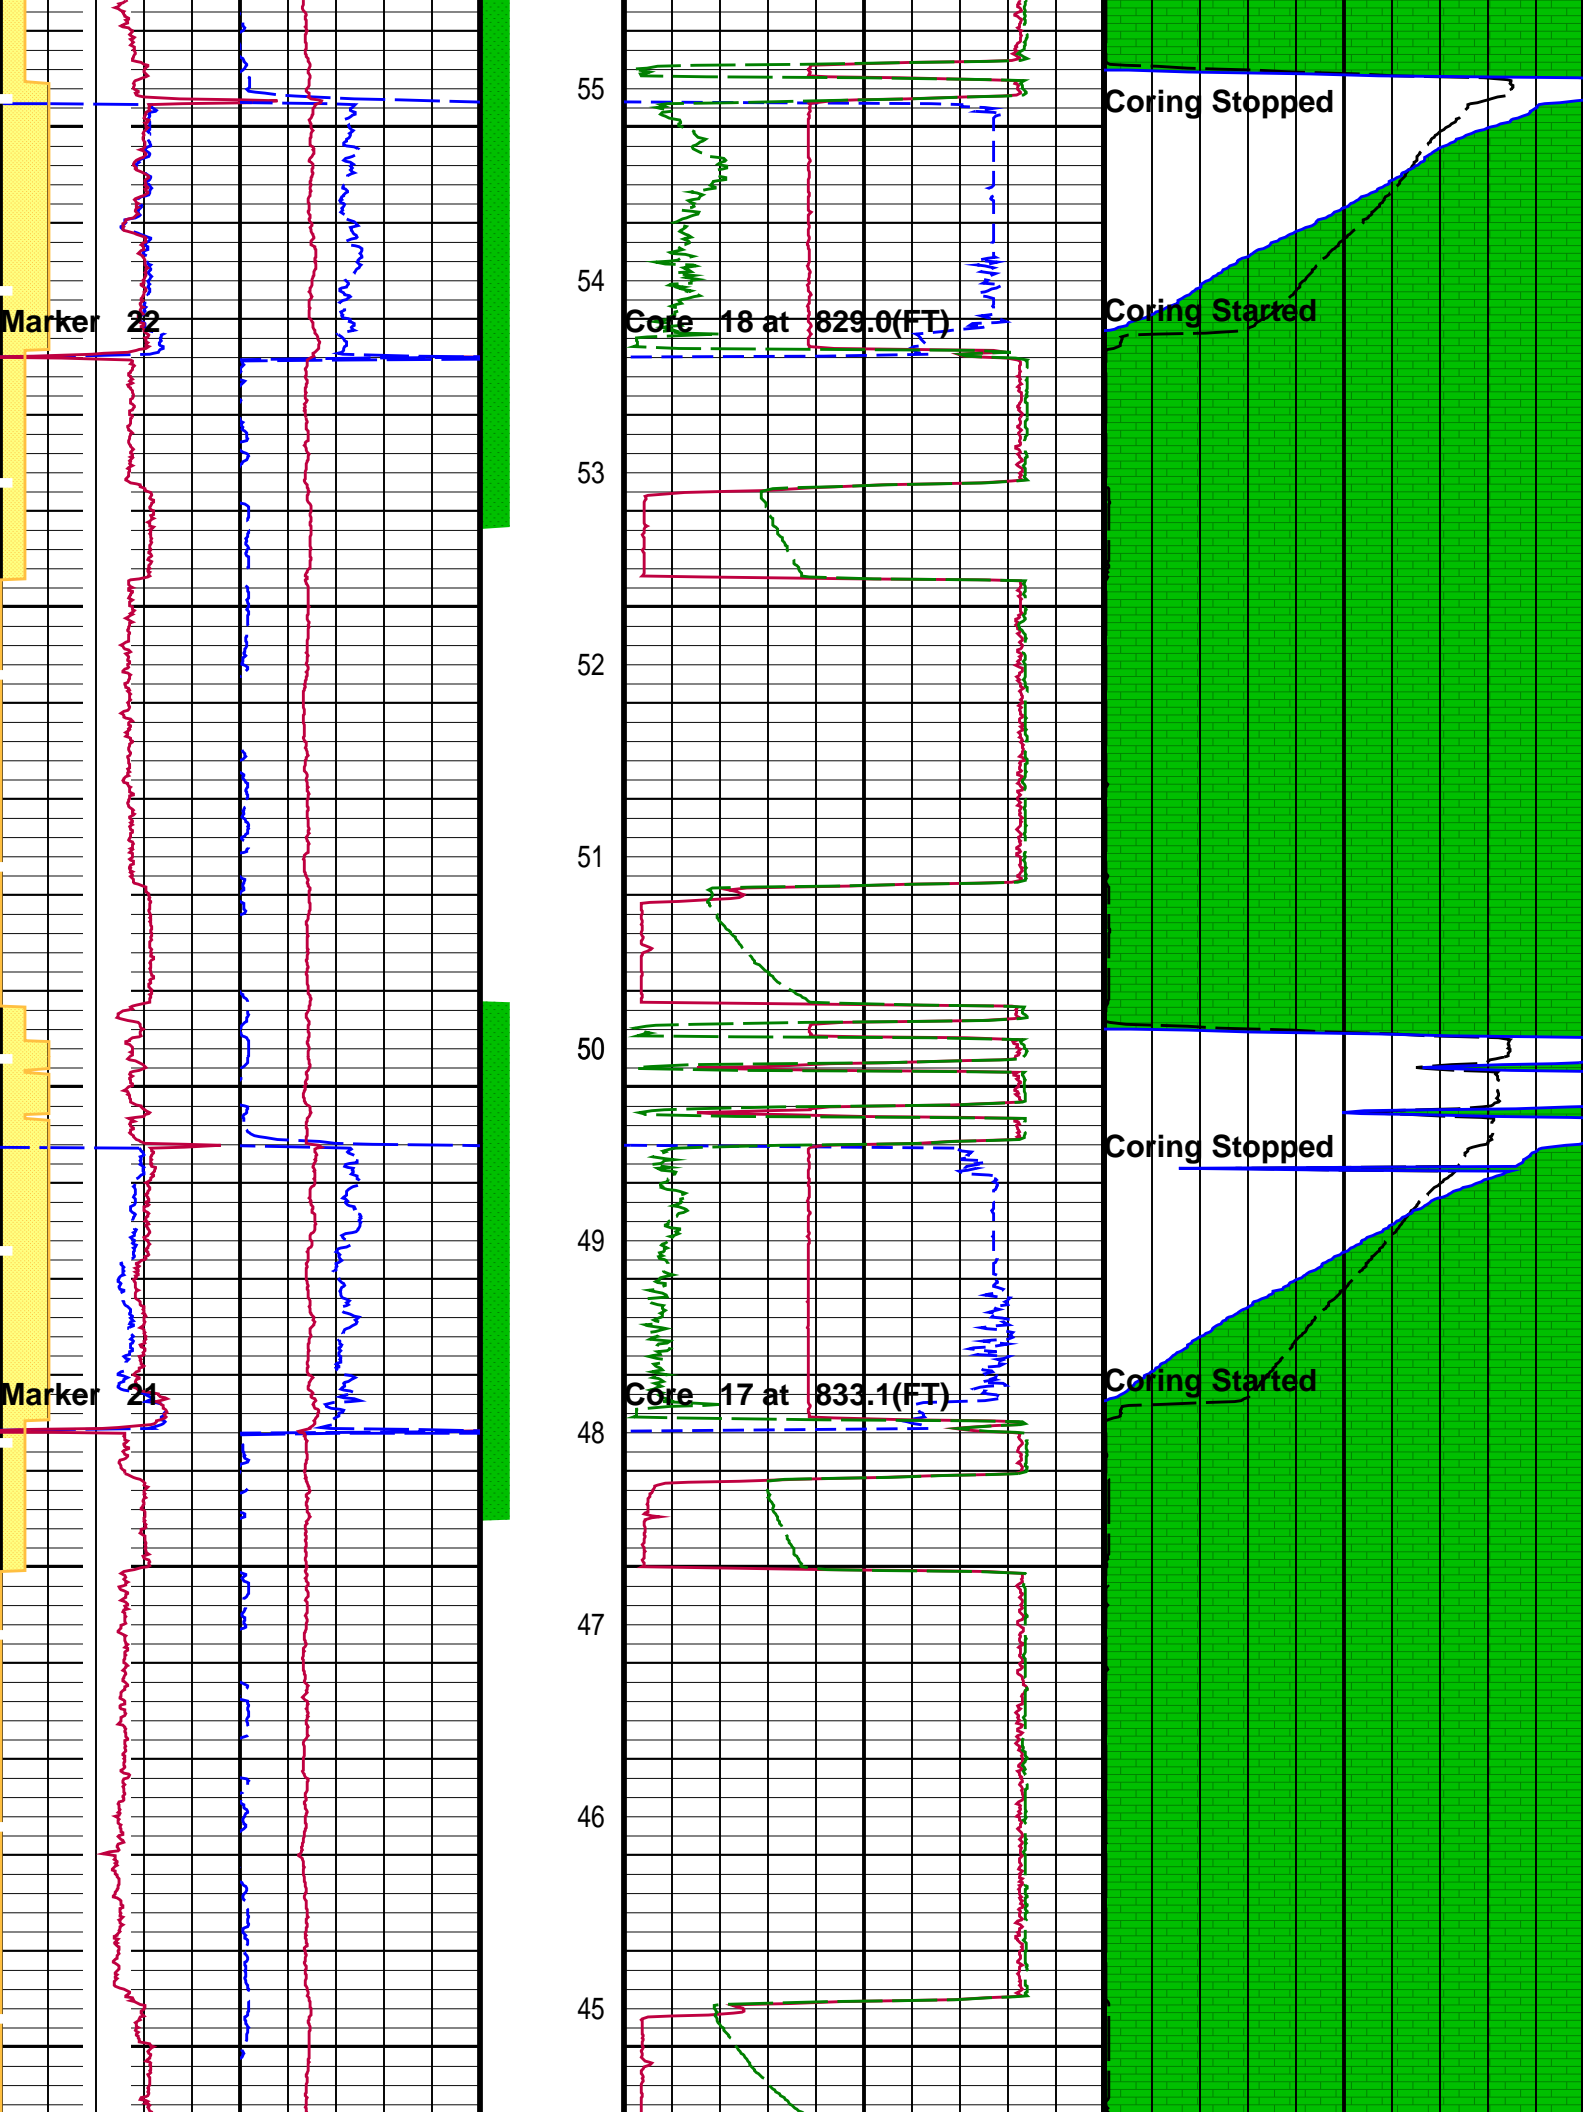 55
Coring Stopped
54
Marker 22
Core 18 at 829.0(FT)
Coring Started
53
52
51
50
Coring Stopped
49
Marker 21
Core 17 at 833.1(FT)
Coring Started
48
47
46
45